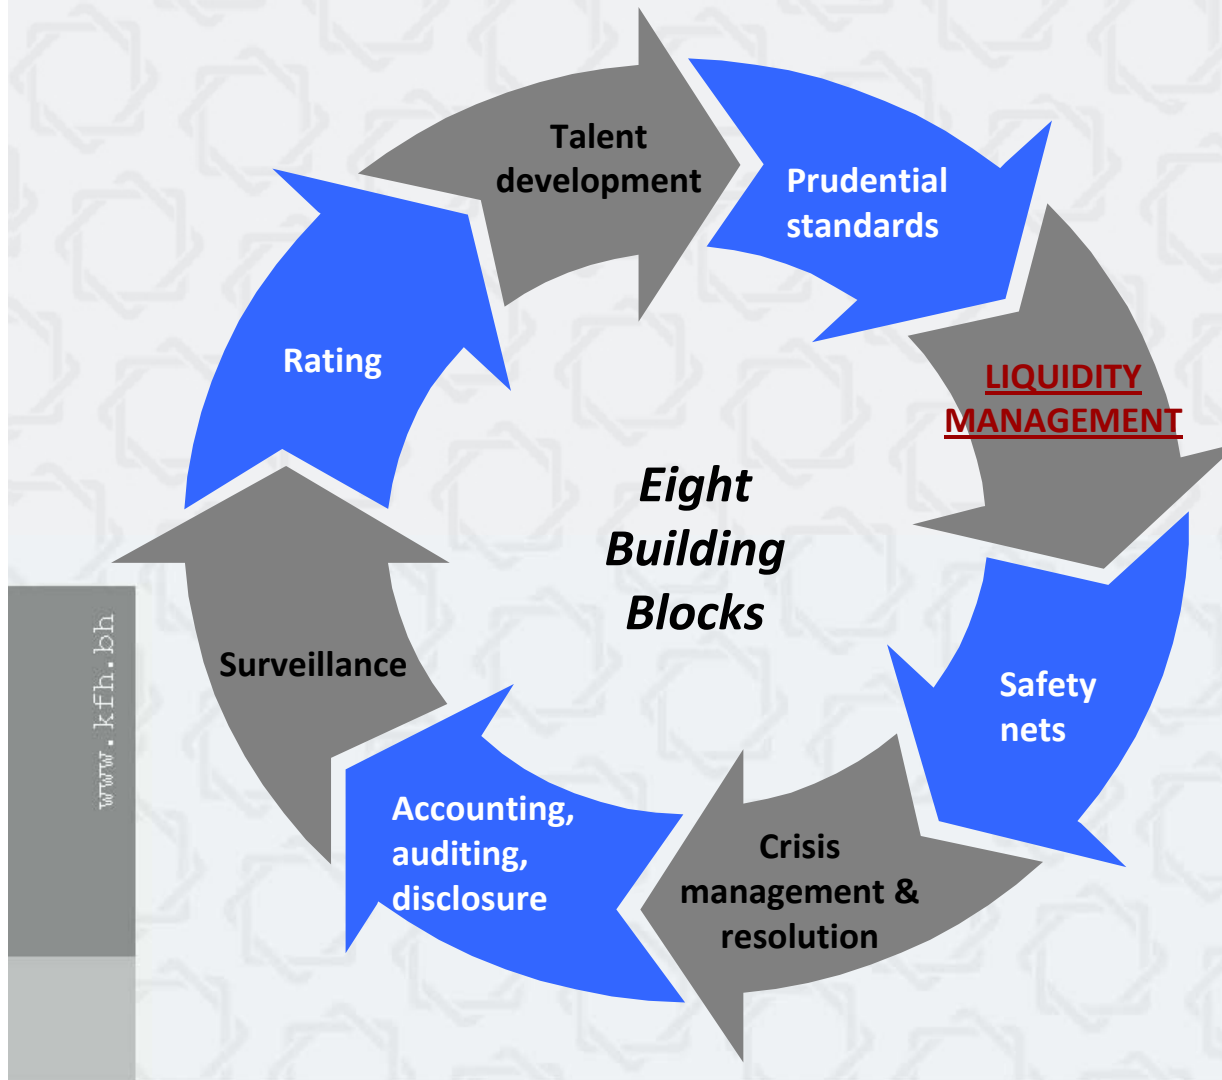 Talent
development
Prudential
standards
LIQUIDITY
MANAGEMENT
Safety
nets
Crisis
management &
resolution
Accounting,
auditing,
disclosure
Surveillance
Rating
Eight
Building
Blocks
www.kfh.bh